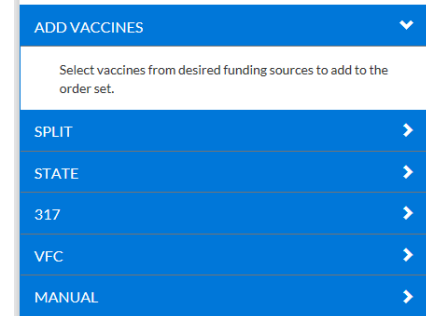 ADD VACCINES
Select vaccines from desired funding sources to add to the
order set.
SPLIT
STATE
317
VFC
MANUAL